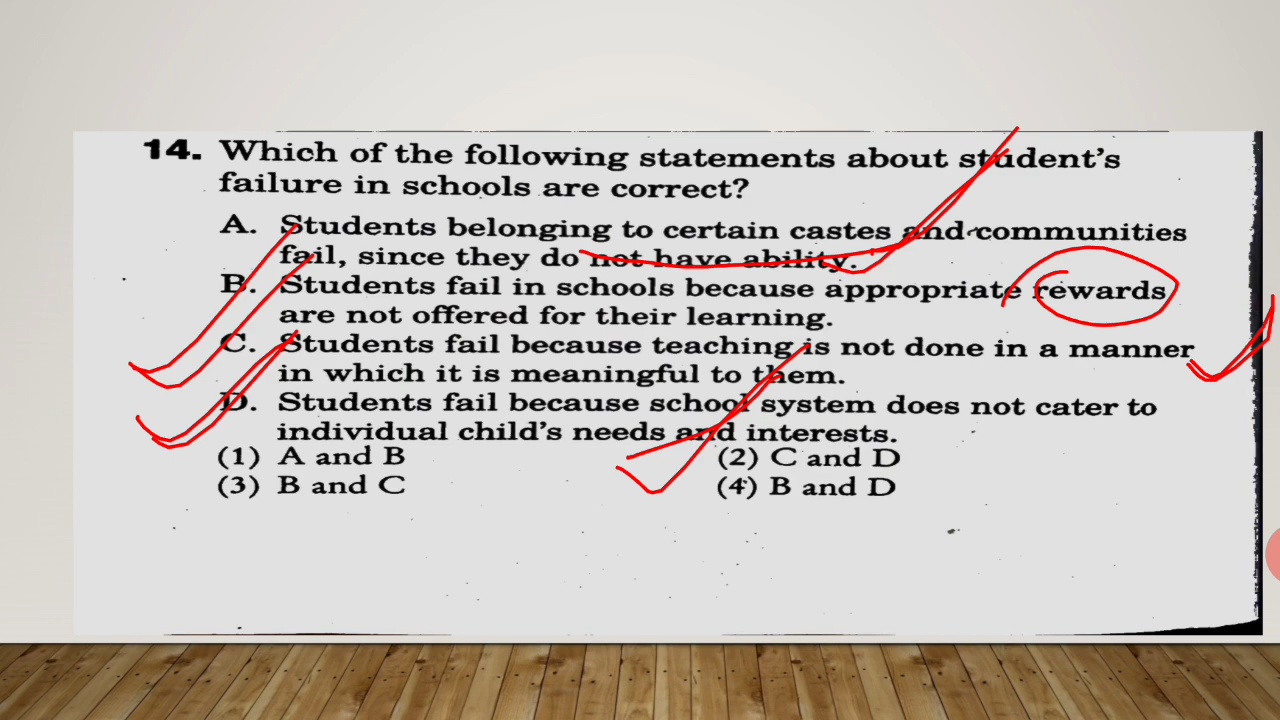 14. Which of the following statements about student's
failure in schools are correct?
A. Students belonging to certain castes and communities
fail, since they do not have ability.
B. Students fail in schools because appropriate rewards
are not offered for their learning.
C. Students fail because teaching is not done in a manner
in which it is meaningful to them.
D. Students fail because school system does not cater to
individual child's needs and interests.
(1) A and B (2) C and D
(3) B and C (4) B and D